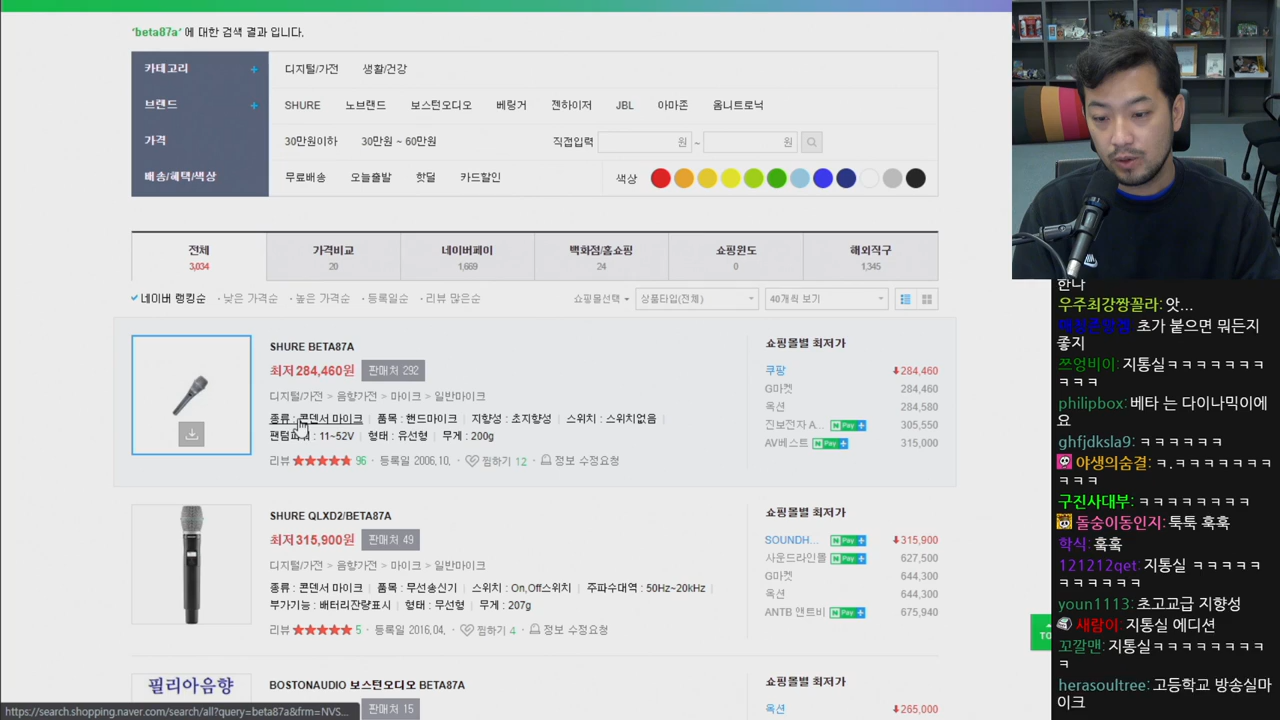 'beta87a' 에 대한 검색 결과 입니다.
카테고리 + 디지털/가전 생활/건강
브랜드 + SHURE 노브랜드 보스턴오디오 베링거 젠하이저 JBL 아마존 옴니트로닉
가격 30만원이하 30만원 ~ 60만원 직접입력 원 ~ 원
배송/혜택/색상 무료배송 오늘출발 핫딜 카드할인 색상
전체 가격비교 네이버페이 백화점/홈쇼핑 쇼핑윈도 해외직구
3,034 20 1,669 24 0 1,345
네이버 랭킹순 · 낮은 가격순 · 높은 가격순 · 등록일순 · 리뷰 많은순 쇼핑몰선택 상품타입(전체) 40개씩 보기
SHURE BETA87A
최저284,460원 판매처 292
디지털/가전 > 음향가전 > 마이크 > 일반마이크
종류 : 콘덴서 마이크 | 품목 : 핸드마이크 | 지향성 : 초지향성 | 스위치 : 스위치없음 |
: 11~52V | 형태 : 유선형 | 무게 : 200g
리뷰 ★★★★★ 96 · 등록일 2006.10. · 찜하기 12 · 정보 수정요청
쇼핑몰별 최저가
쿠팡 284,460
G마켓 284,460
옥션 284,580
진보전자 A... N Pay + 305,550
AV베스트 N Pay + 315,000
SHURE QLXD2/BETA87A
최저315,900원 판매처 49
디지털/가전 > 음향가전 > 마이크 > 일반마이크
종류 : 콘덴서 마이크 | 품목 : 무선송신기 | 스위치 : On,Off스위치 | 주파수대역 : 50Hz~20kHz |
부가기능 : 배터리잔량표시 | 형태 : 무선형 | 무게 : 207g
리뷰 ★★★★★ 5 · 등록일 2016.04. · 찜하기 4 · 정보 수정요청
쇼핑몰별 최저가
SOUNDH... N Pay + 315,900
사운드라인몰 N Pay + 627,500
G마켓 644,300
옥션 644,300
ANTB 앤트비 N Pay + 675,940
필리아음향
BOSTONAUDIO 보스턴오디오 BETA87A
판매처 15
쇼핑몰별 최저가
옥션 265,000
https://search.shopping.naver.com/search/all?query=beta87a&frm=NVS...
TO
한나
우주최강짱꼴라: 앗...
초가 붙으면 뭐든지
좋지
쯔엉비이: 지통실ㅋㅋㅋㅋㅋㅋㅋ
ㅋㅋㅋㅋ
philipbox: 베타 는 다이나믹이에
요
ghfjdksla9: ㅋㅋㅋㅋㅋㅋ
야생의숨결: ㅋ.ㅋㅋㅋㅋㅋㅋㅋ
ㅋㅋㅋ
구진사대부: ㅋㅋㅋㅋㅋㅋㅋㅋ
돌숭이동인지: 툭툭 훅훅
학식: 훅훅
121212qet: 지통실 ㅋㅋㅋㅋㅋ
ㅋㅋㅋㅋㅋㅋㅋㅋㅋㅋ
youn1113: 초고교급 지향성
새람이: 지통실 에디션
꼬깔맨: 지통실ㅋㅋㅋㅋㅋㅋㅋㅋ
ㅋ
herasoultree: 고등학교 방송실마
이크